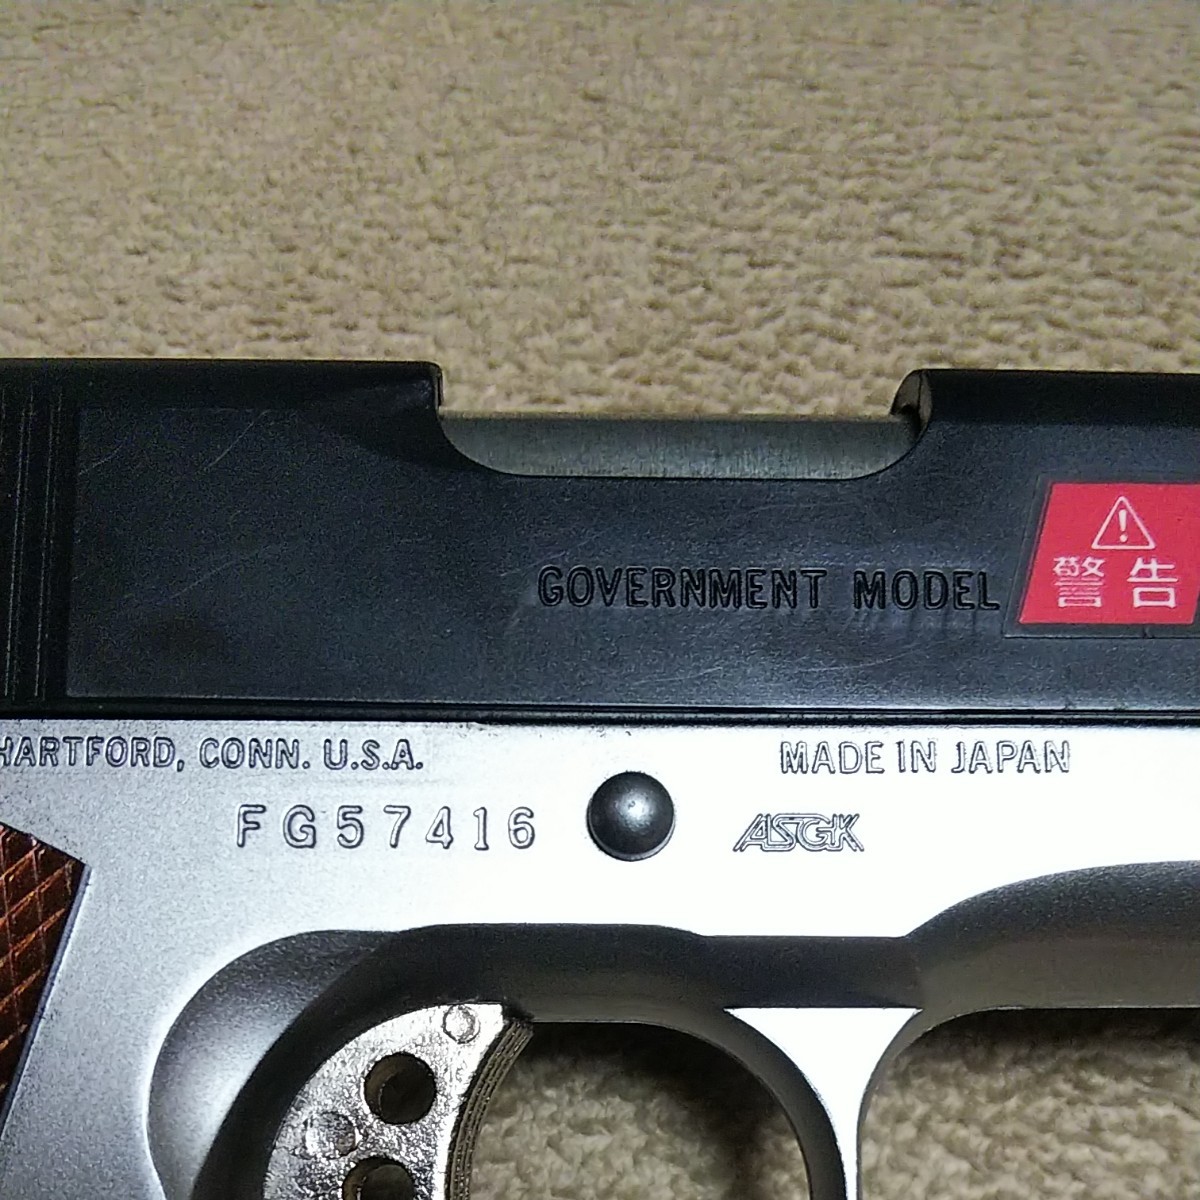 GOVERNMENT MODEL
警告
HARTFORD, CONN. U.S.A.
MADE IN JAPAN
FG57416
ASGK